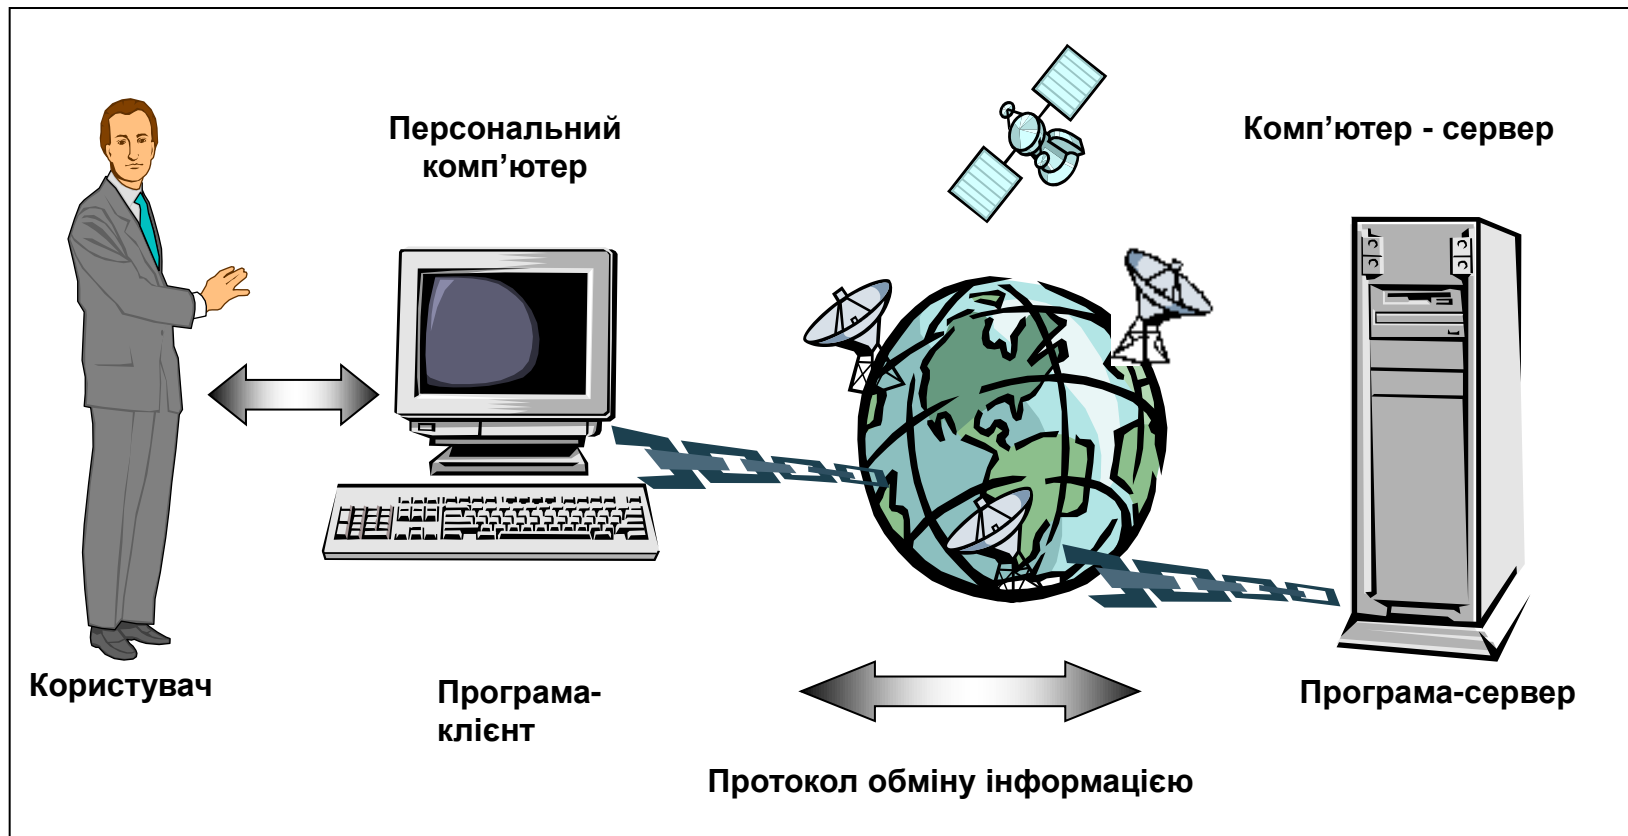 Персональний
комп’ютер
Комп’ютер - сервер
Користувач
Програма-
клієнт
Програма-сервер
Протокол обміну інформацією